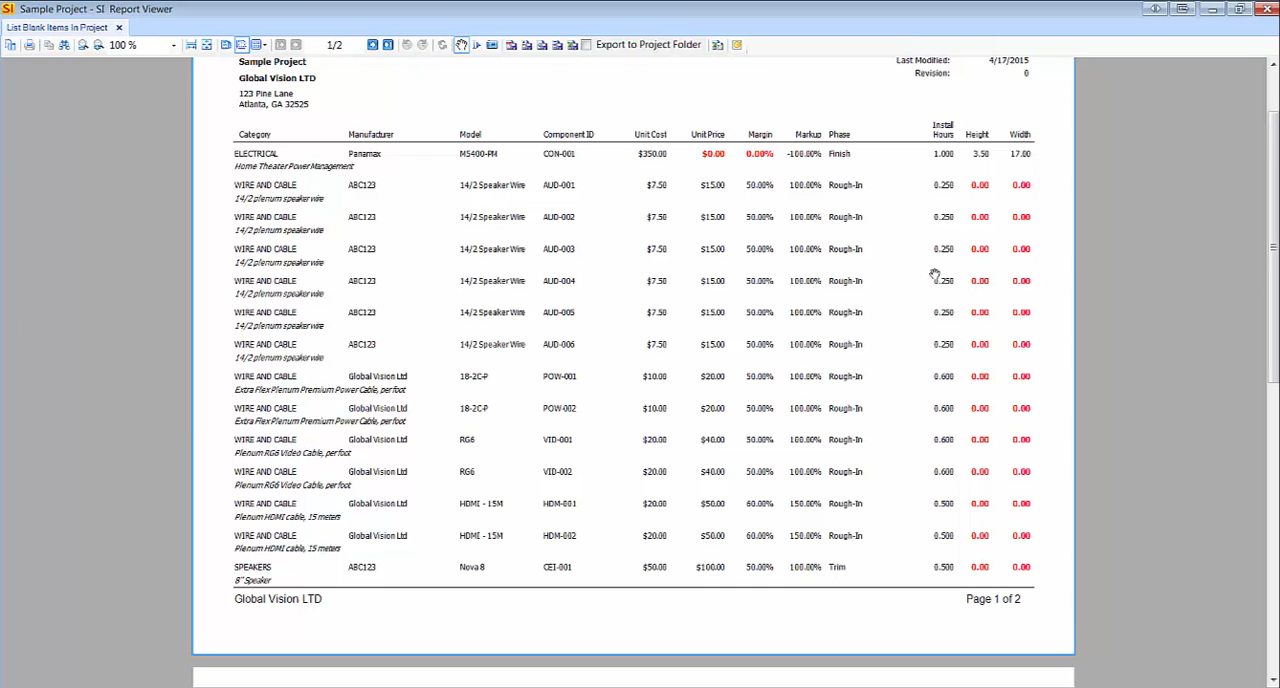 SI Sample Project - SI Report Viewer
List Blank Items In Project
100 % 1/2 Export to Project Folder
Sample Project Last Modified: 4/17/2015
Global Vision LTD Revision: 0
123 Pine Lane
Atlanta, GA 32525
Category Manufacturer Model Component ID Unit Cost Unit Price Margin Markup Phase Install Hours Height Width
ELECTRICAL Panamax M5400-PM CON-001 $350.00 $0.00 0.00% -100.00% Finish 1.000 3.50 17.00
Home Theater Power Management
WIRE AND CABLE ABC123 14/2 Speaker Wire AUD-001 $7.50 $15.00 50.00% 100.00% Rough-In 0.250 0.00 0.00
14/2 plenum speaker wire
WIRE AND CABLE ABC123 14/2 Speaker Wire AUD-002 $7.50 $15.00 50.00% 100.00% Rough-In 0.250 0.00 0.00
14/2 plenum speaker wire
WIRE AND CABLE ABC123 14/2 Speaker Wire AUD-003 $7.50 $15.00 50.00% 100.00% Rough-In 0.250 0.00 0.00
14/2 plenum speaker wire
WIRE AND CABLE ABC123 14/2 Speaker Wire AUD-004 $7.50 $15.00 50.00% 100.00% Rough-In 0.250 0.00 0.00
14/2 plenum speaker wire
WIRE AND CABLE ABC123 14/2 Speaker Wire AUD-005 $7.50 $15.00 50.00% 100.00% Rough-In 0.250 0.00 0.00
14/2 plenum speaker wire
WIRE AND CABLE ABC123 14/2 Speaker Wire AUD-006 $7.50 $15.00 50.00% 100.00% Rough-In 0.250 0.00 0.00
14/2 plenum speaker wire
WIRE AND CABLE Global Vision Ltd 18-2C-P POW-001 $10.00 $20.00 50.00% 100.00% Rough-In 0.600 0.00 0.00
Extra Flex Plenum Premium Power Cable, per foot
WIRE AND CABLE Global Vision Ltd 18-2C-P POW-002 $10.00 $20.00 50.00% 100.00% Rough-In 0.600 0.00 0.00
Extra Flex Plenum Premium Power Cable, per foot
WIRE AND CABLE Global Vision Ltd RG6 VID-001 $20.00 $40.00 50.00% 100.00% Rough-In 0.600 0.00 0.00
Plenum RG6 Video Cable, per foot
WIRE AND CABLE Global Vision Ltd RG6 VID-002 $20.00 $40.00 50.00% 100.00% Rough-In 0.600 0.00 0.00
Plenum RG6 Video Cable, per foot
WIRE AND CABLE Global Vision Ltd HDMI - 15M HDM-001 $20.00 $50.00 60.00% 150.00% Rough-In 0.500 0.00 0.00
Plenum HDMI cable, 15 meters
WIRE AND CABLE Global Vision Ltd HDMI - 15M HDM-002 $20.00 $50.00 60.00% 150.00% Rough-In 0.500 0.00 0.00
Plenum HDMI cable, 15 meters
SPEAKERS ABC123 Nova 8 CEI-001 $50.00 $100.00 50.00% 100.00% Trim 0.500 0.00 0.00
8" Speaker
Global Vision LTD Page 1 of 2